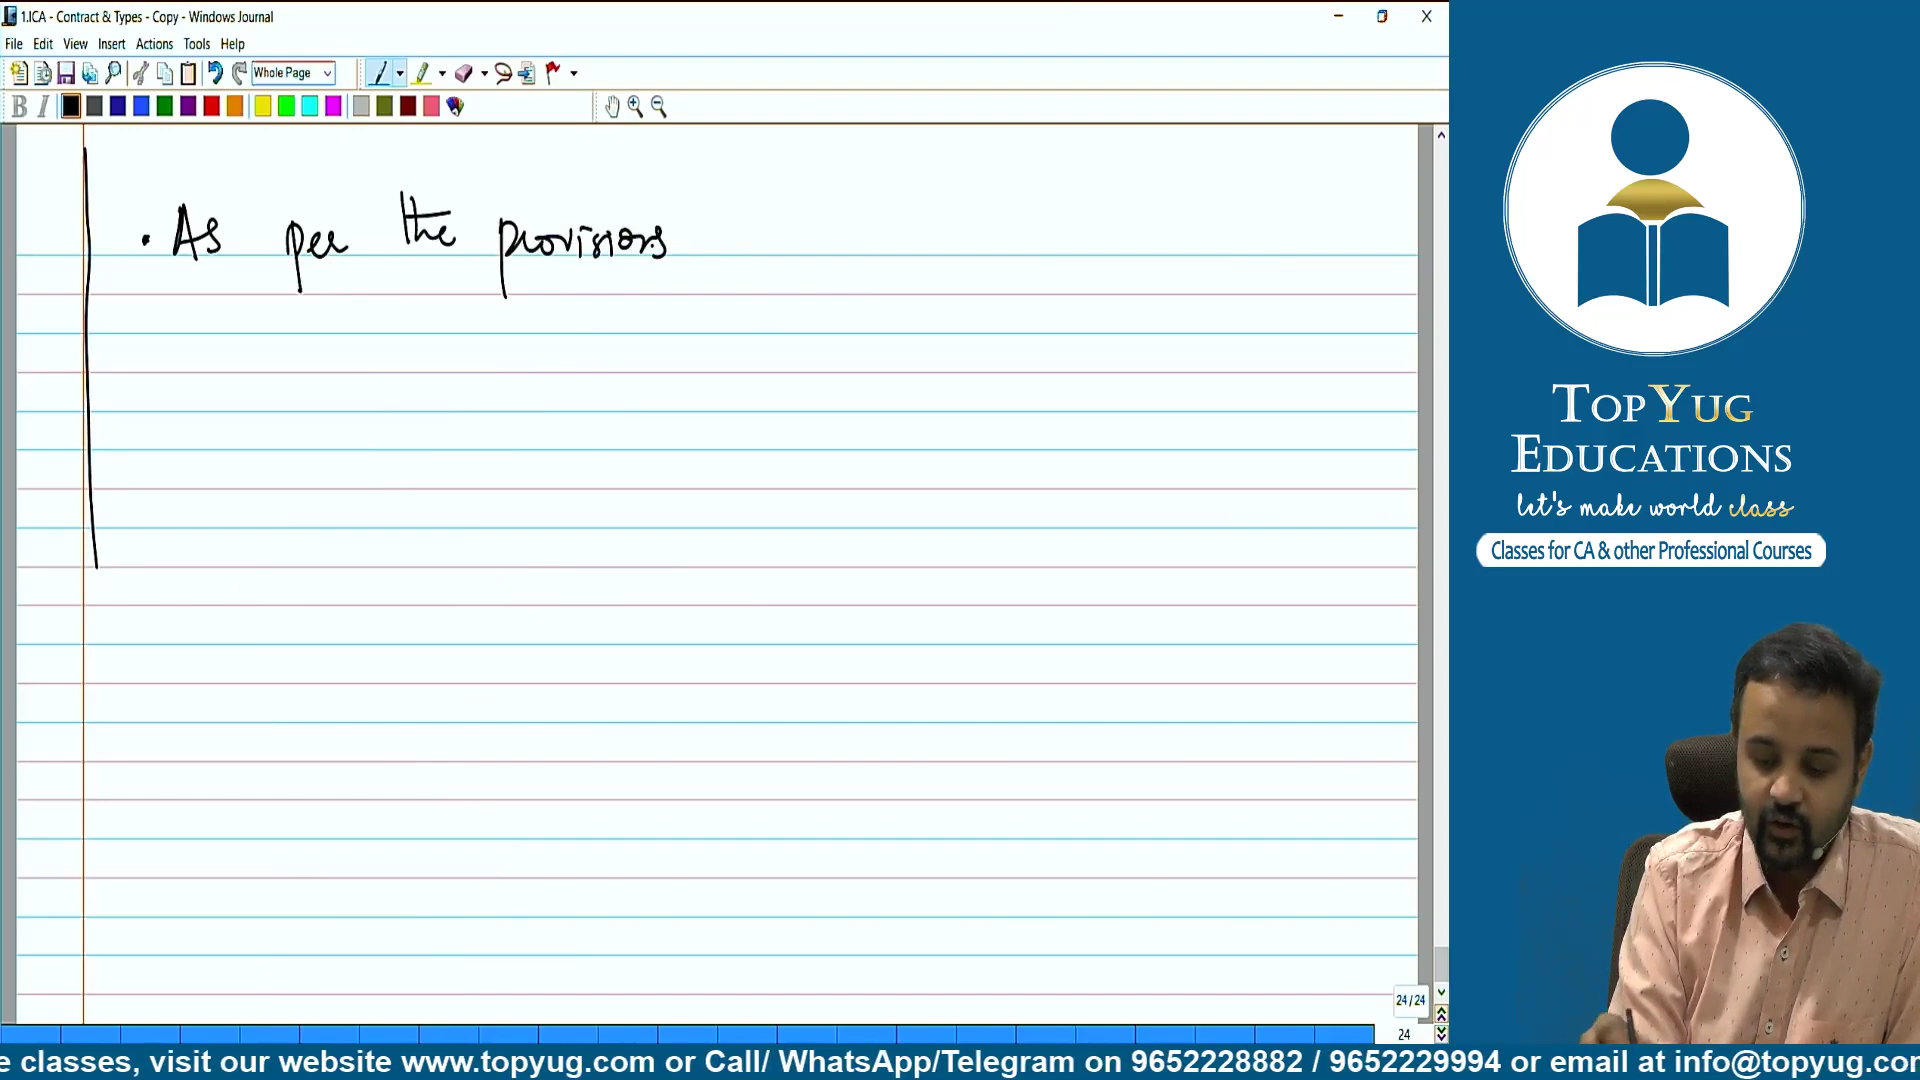 1.ICA - Contract & Types - Copy - Windows Journal
File Edit View Insert Actions Tools Help
Whole Page
B I
. As per the provisions
24 / 24
24
TOPYUG
EDUCATIONS
let's make world class
Classes for CA & other Professional Courses
e classes, visit our website www.topyug.com or Call/ WhatsApp/Telegram on 9652228882 / 9652229994 or email at info@topyug.con